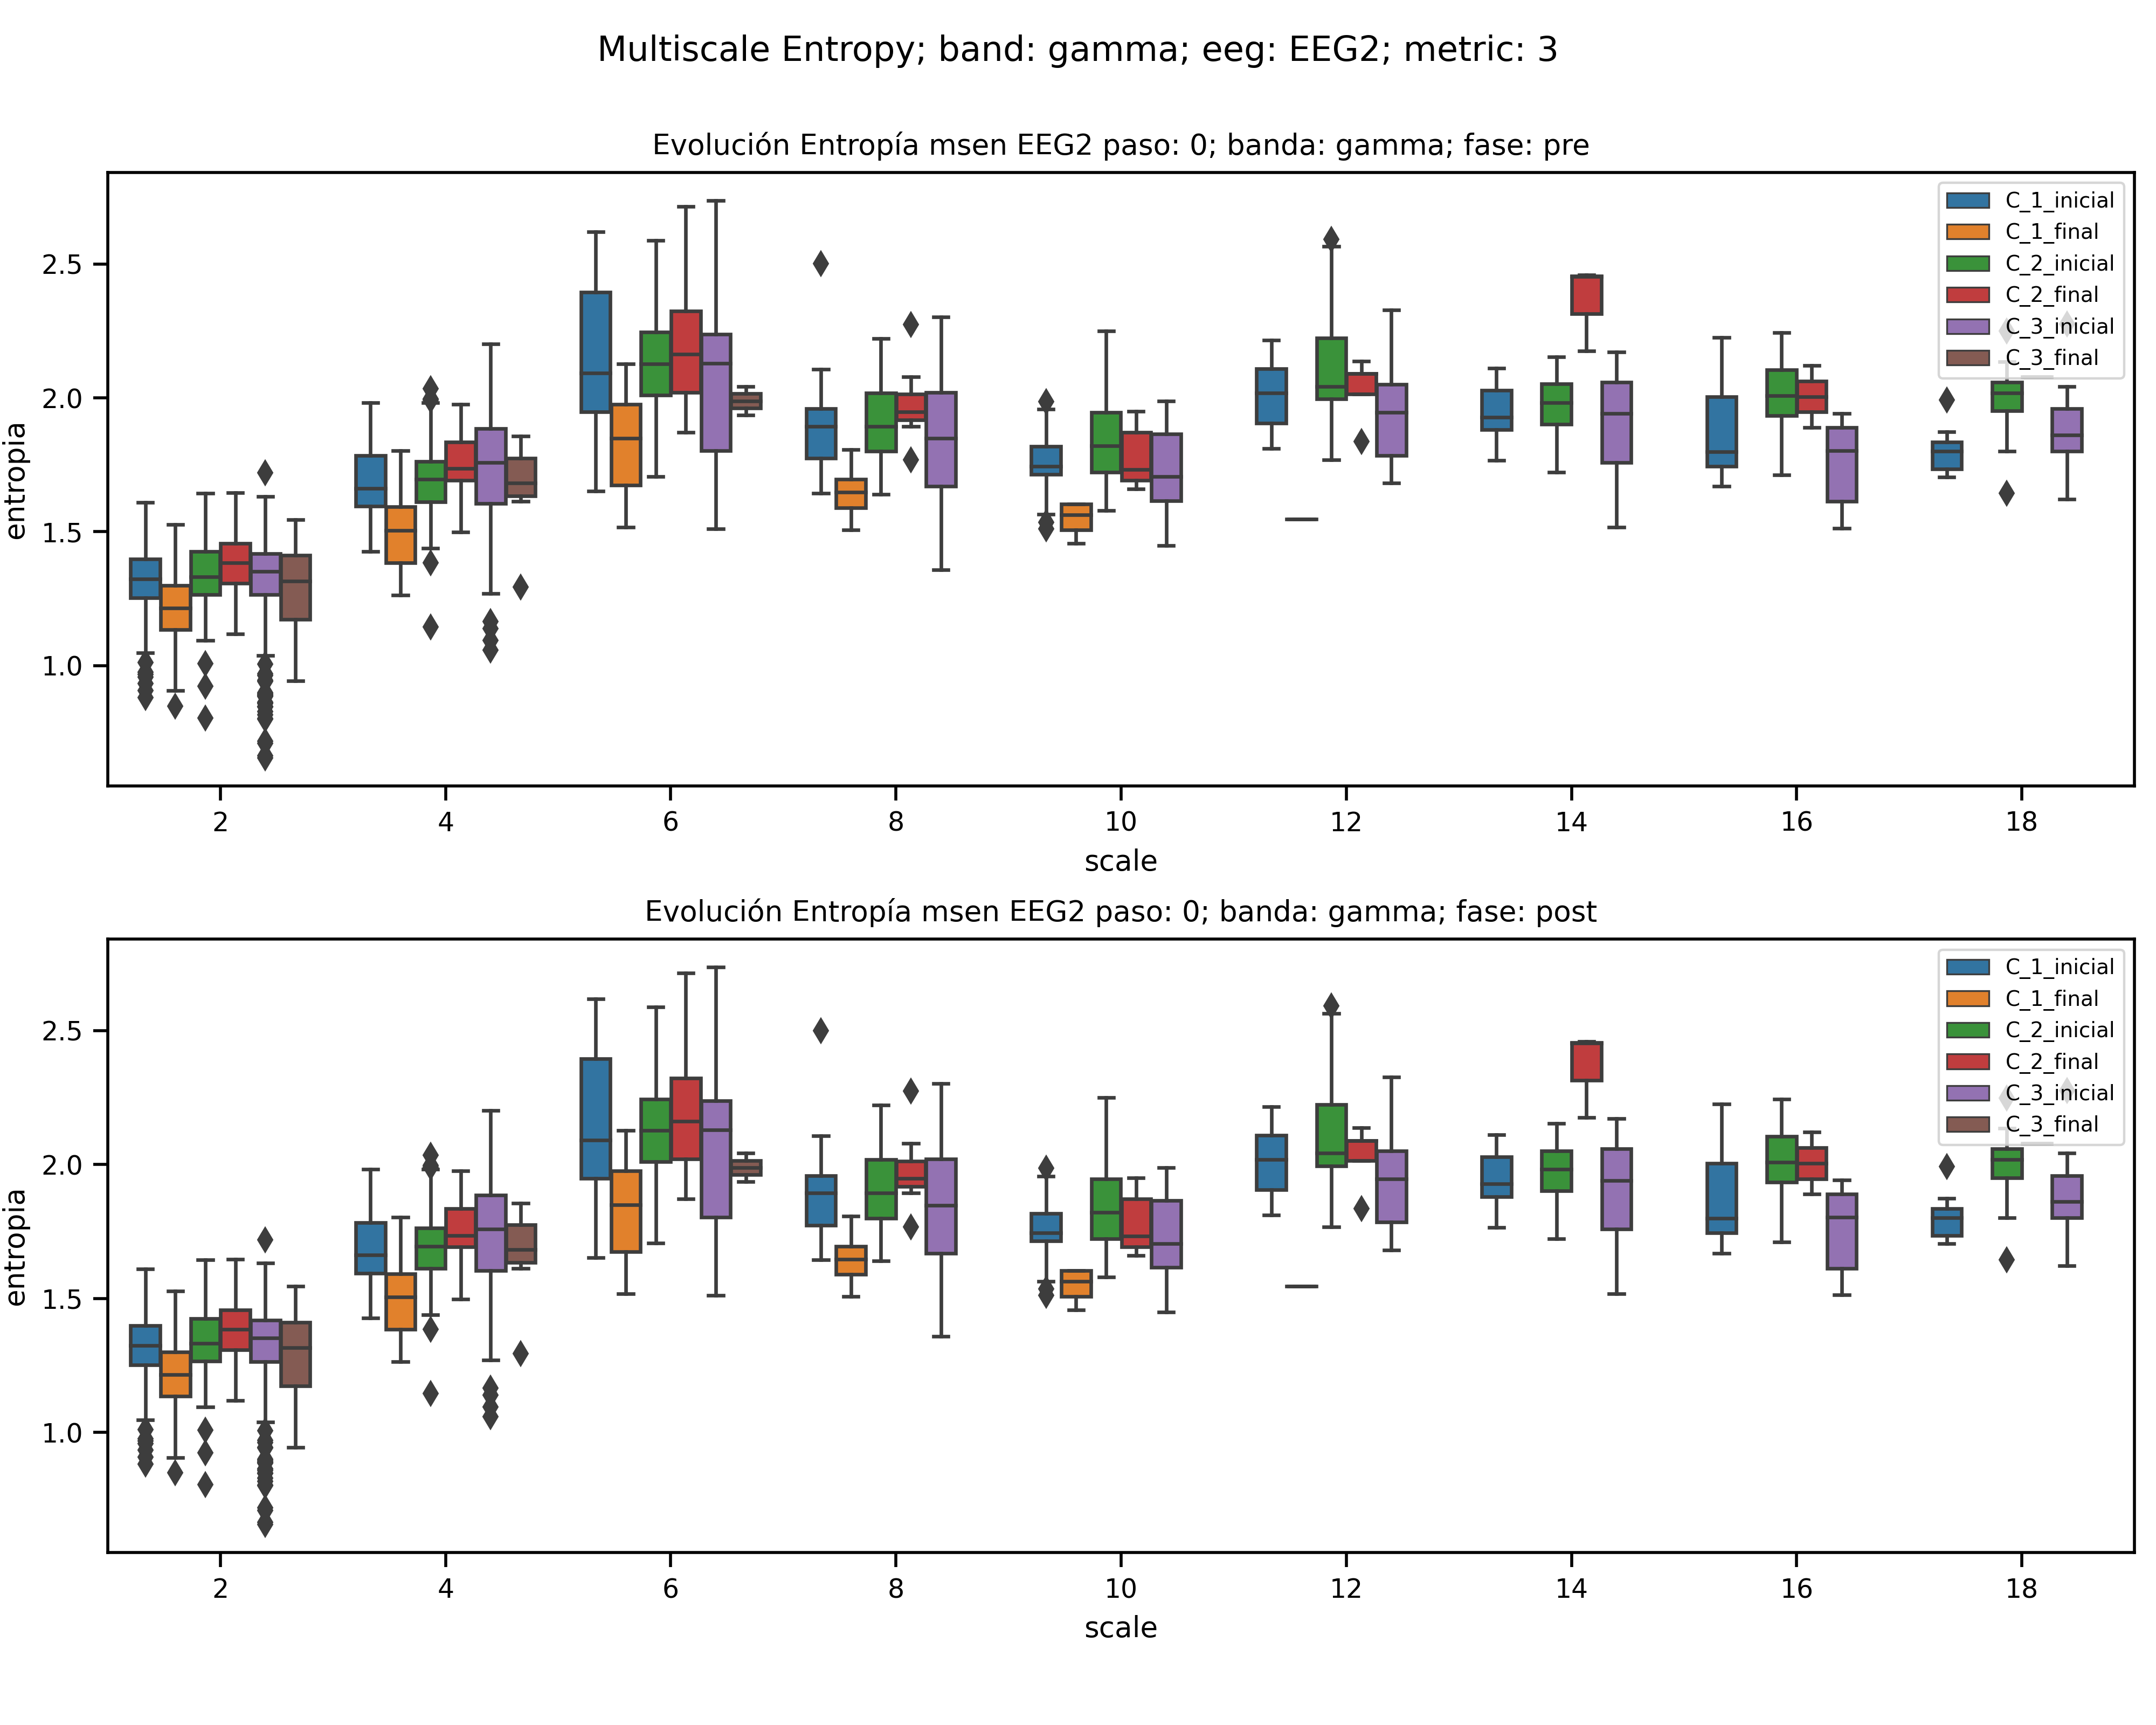 Multiscale Entropy; band: gamma; eeg: EEG2; metric: 3
Evolución Entropía msen EEG2 paso: 0; banda: gamma; fase: pre
entropia
2.5
2.0
1.5
1.0
C_1_inicial
C_1_final
C_2_inicial
C_2_final
C_3_inicial
C_3_final
2 4 6 8 10 12 14 16 18
scale
Evolución Entropía msen EEG2 paso: 0; banda: gamma; fase: post
entropia
2.5
2.0
1.5
1.0
C_1_inicial
C_1_final
C_2_inicial
C_2_final
C_3_inicial
C_3_final
2 4 6 8 10 12 14 16 18
scale